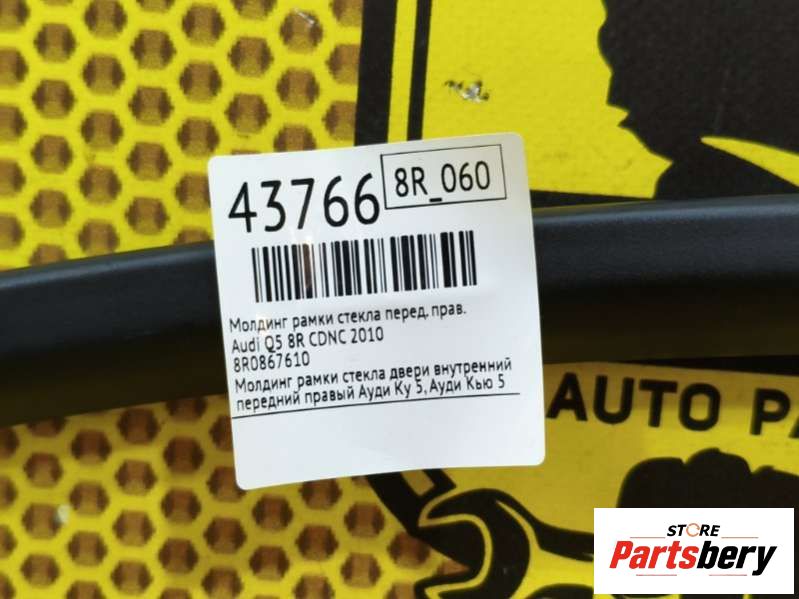 43766
8R_060
Молдинг рамки стекла перед. прав.
Audi Q5 8R CDNC 2010
8R0867610
Молдинг рамки стекла двери внутренний
передний правый Ауди Ку 5, Ауди Кью 5
AUTO PA
STORE
Partsbery